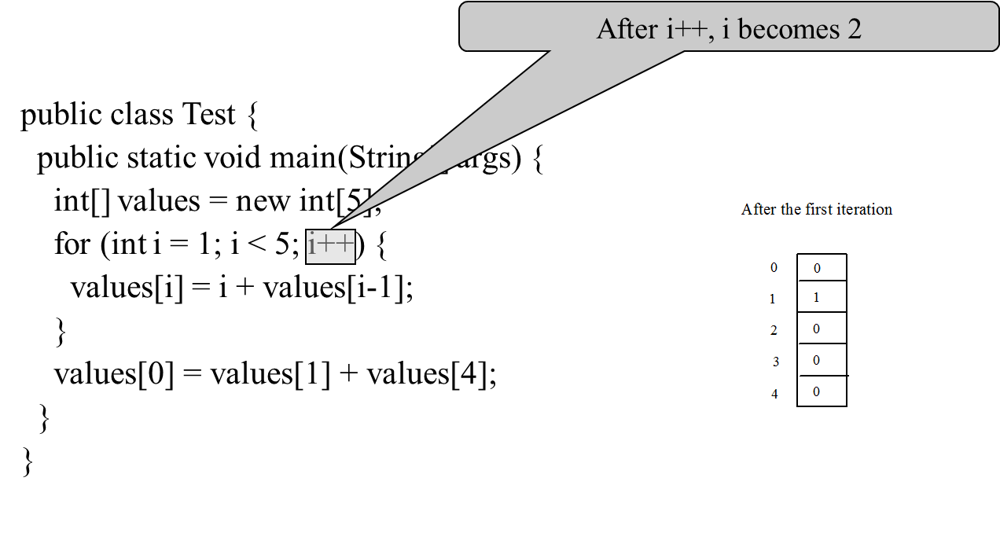 After i++, i becomes 2
public class Test {
public static void main(String[] args) {
int[] values = new int[5];
for (int i = 1; i < 5; i++) {
values[i] = i + values[i-1];
}
values[0] = values[1] + values[4];
}
}
After the first iteration
0 0
1 1
2 0
3 0
4 0